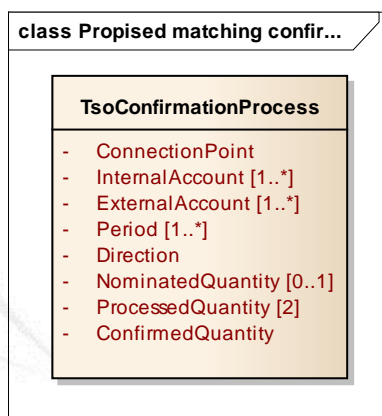 class Propised matching confir...
TsoConfirmationProcess
- ConnectionPoint
- InternalAccount [1..*]
- ExternalAccount [1..*]
- Period [1..*]
- Direction
- NominatedQuantity [0..1]
- ProcessedQuantity [2]
- ConfirmedQuantity